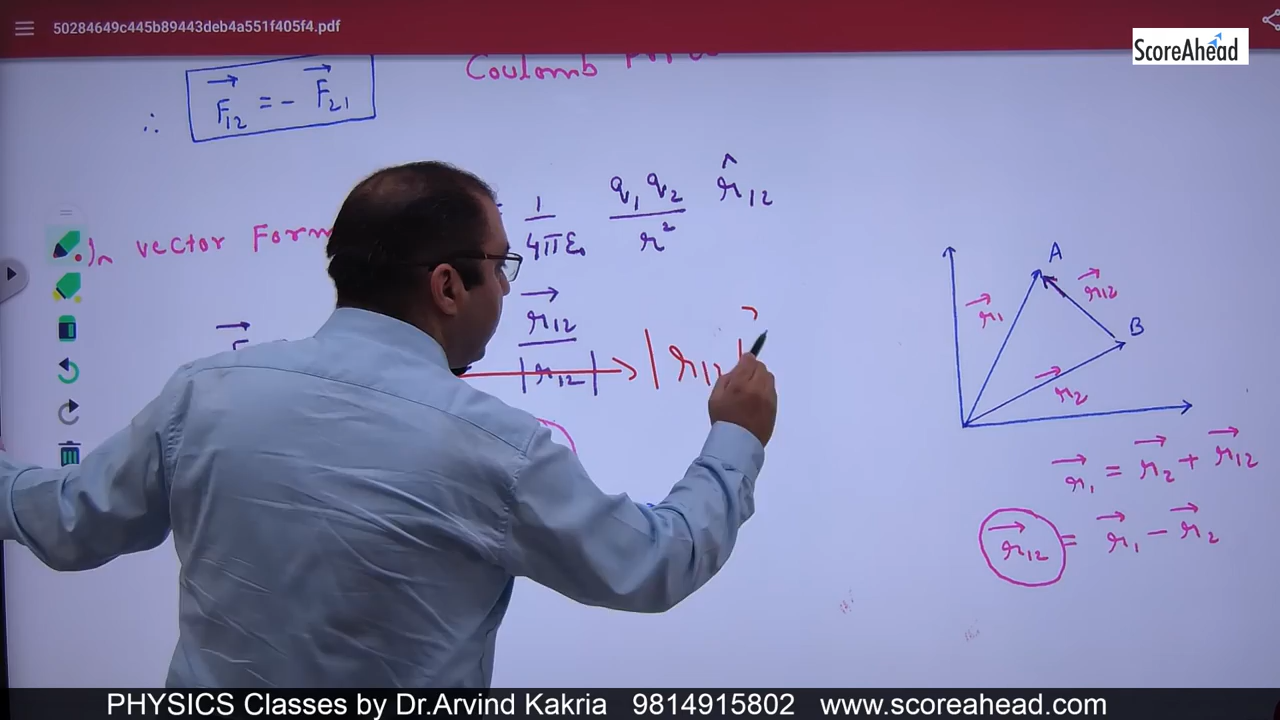 50284649c445b89443deb4a551f405f4.pdf
ScoreAhead
Coulomb
∴ F⃗12 = − F⃗21
In vector Form
1/4πε₀ q₁q₂/r² r̂12
r⃗12/|r12|
|r12|
A
r⃗1
r⃗12
B
r⃗2
r⃗1 = r⃗2 + r⃗12
r⃗12 = r⃗1 − r⃗2
PHYSICS Classes by Dr.Arvind Kakria 9814915802 www.scoreahead.com